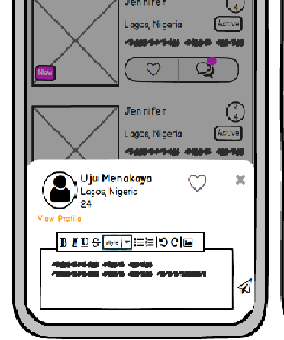 Jennifer
Lagos, Nigeria
Active
New
Jennifer
Lagos, Nigeria
Active
Uju Menakaya
Lagos, Nigeria
24
View Profile
B I U S